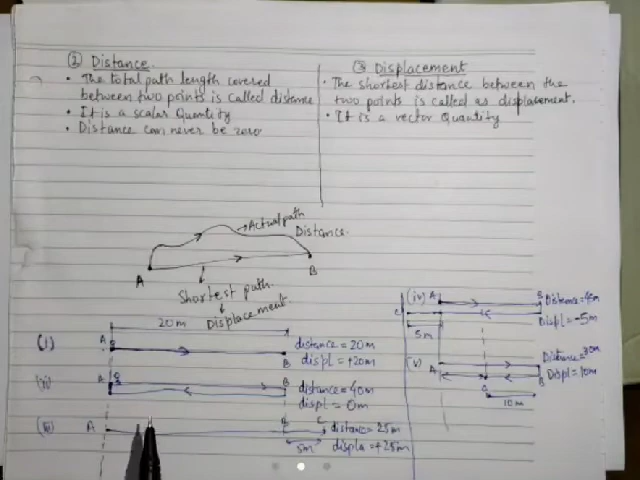 ② Distance.
• The total path length covered
between two points is called distance
• It is a scalar Quantity
• Distance can never be zero
③ Displacement
• The shortest distance between the
two points is called as displacement.
• It is a vector Quantity
Actual path
Distance.
A
B
Shortest path
Displacement
20 m
(i)
A
B
distance = 20m
displ = +20m
(ii)
A
B
distance = 40m
displ = 0m
(iii)
A
B
C
5m
distance = 25m
displa = +25m
(iv)
A
B
C
5m
Distance = 45m
Displ = -5m
(v)
A
B
C
10m
Distance = 30m
Displ = 10m